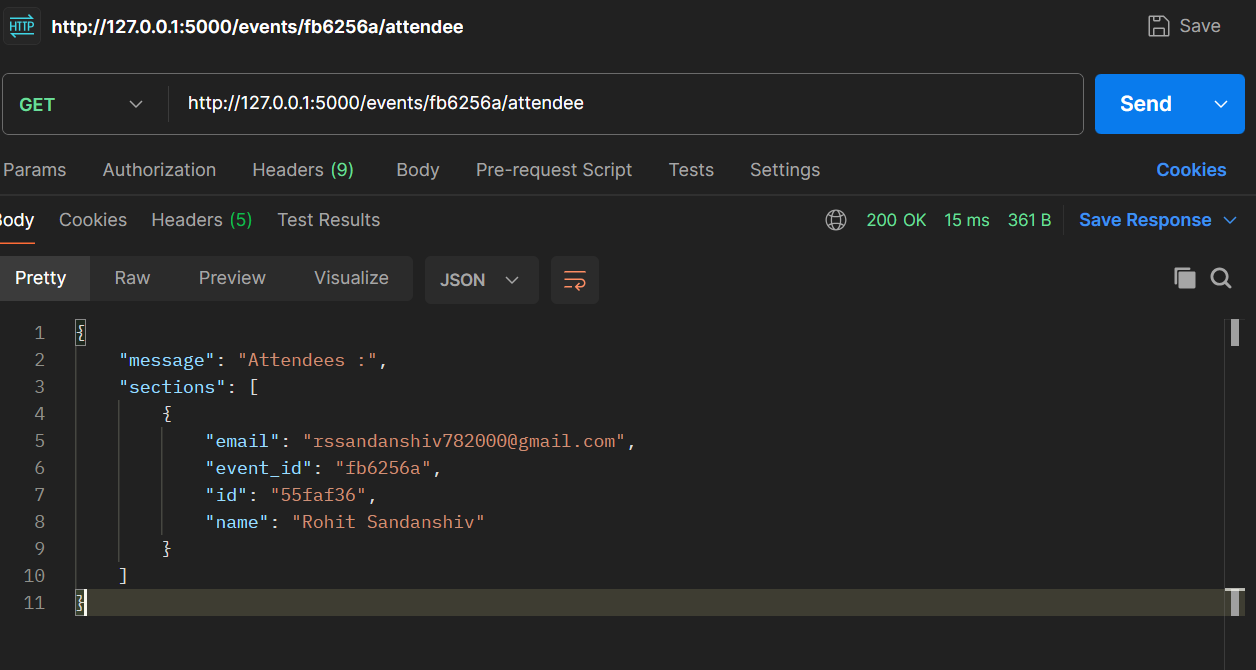 HTTP http://127.0.0.1:5000/events/fb6256a/attendee Save
GET http://127.0.0.1:5000/events/fb6256a/attendee Send
Params Authorization Headers (9) Body Pre-request Script Tests Settings Cookies
Body Cookies Headers (5) Test Results 200 OK 15 ms 361 B Save Response
Pretty Raw Preview Visualize JSON
1 {
2 "message": "Attendees :",
3 "sections": [
4 {
5 "email": "rssandanshiv782000@gmail.com",
6 "event_id": "fb6256a",
7 "id": "55faf36",
8 "name": "Rohit Sandanshiv"
9 }
10 ]
11 }